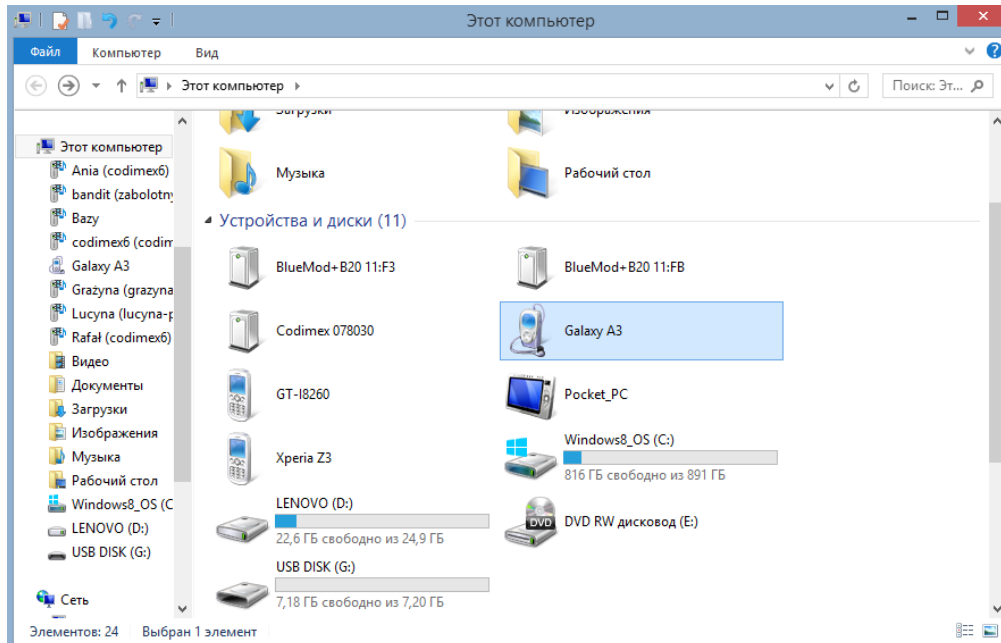 Этот компьютер
Файл Компьютер Вид
Этот компьютер
Поиск: Эт...
Этот компьютер
Ania (codimex6)
bandit (zabolotny
Bazy
codimex6 (codim
Galaxy A3
Grażyna (grazyna
Lucyna (lucyna-p
Rafał (codimex6)
Видео
Документы
Загрузки
Изображения
Музыка
Рабочий стол
Windows8_OS (C
LENOVO (D:)
USB DISK (G:)
Сеть
Загрузки
Изображения
Музыка
Рабочий стол
Устройства и диски (11)
BlueMod+B20 11:F3
BlueMod+B20 11:FB
Codimex 078030
Galaxy A3
GT-I8260
Pocket_PC
Xperia Z3
Windows8_OS (C:)
816 ГБ свободно из 891 ГБ
LENOVO (D:)
22,6 ГБ свободно из 24,9 ГБ
DVD RW дисковод (E:)
USB DISK (G:)
7,18 ГБ свободно из 7,20 ГБ
Элементов: 24 Выбран 1 элемент